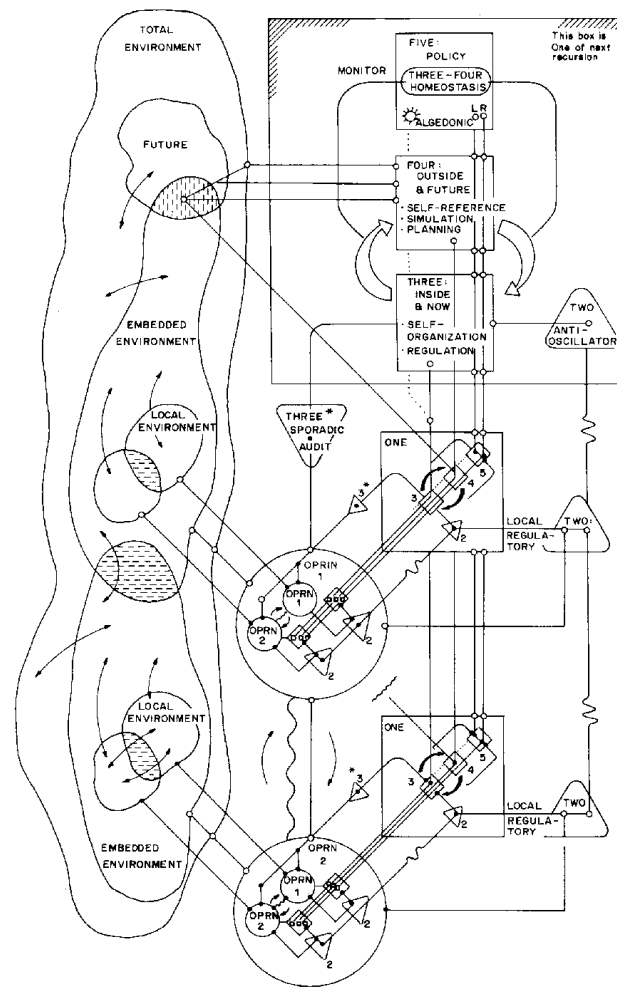 TOTAL
ENVIRONMENT
FUTURE
EMBEDDED
ENVIRONMENT
LOCAL
ENVIRONMENT
LOCAL
ENVIRONMENT
EMBEDDED
ENVIRONMENT
This box is
One of next
recursion
FIVE:
POLICY
MONITOR
THREE-FOUR
HOMEOSTASIS
LR
ALGEDONIC
FOUR:
OUTSIDE
& FUTURE
· SELF-REFERENCE
· SIMULATION
· PLANNING
THREE:
INSIDE
& NOW
· SELF-
ORGANIZATION
· REGULATION
TWO
ANTI-
OSCILLATOR
THREE*
SPORADIC
AUDIT
ONE
5
4
3
3*
2
LOCAL
REGULA-
TORY
TWO:
OPRIN
1
OPRN
1
OPRN
2
2
2
ONE
5
4
3
3*
2
LOCAL
REGULA-
TORY
TWO
OPRN
2
OPRN
1
OPRN
2
2
2